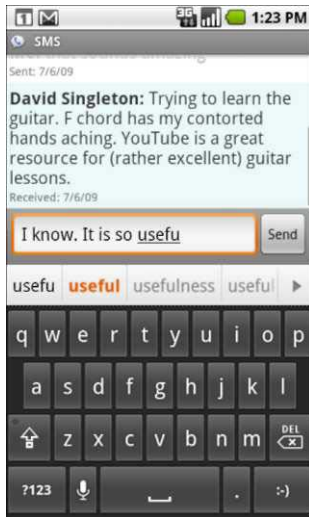 1 3G 1:23 PM
SMS
Sent: 7/6/09
David Singleton: Trying to learn the
guitar. F chord has my contorted
hands aching. YouTube is a great
resource for (rather excellent) guitar
lessons.
Received: 7/6/09
I know. It is so usefu Send
usefu useful usefulness useful
q w e r t y u i o p
a s d f g h j k l
z x c v b n m DEL
?123 . :-)